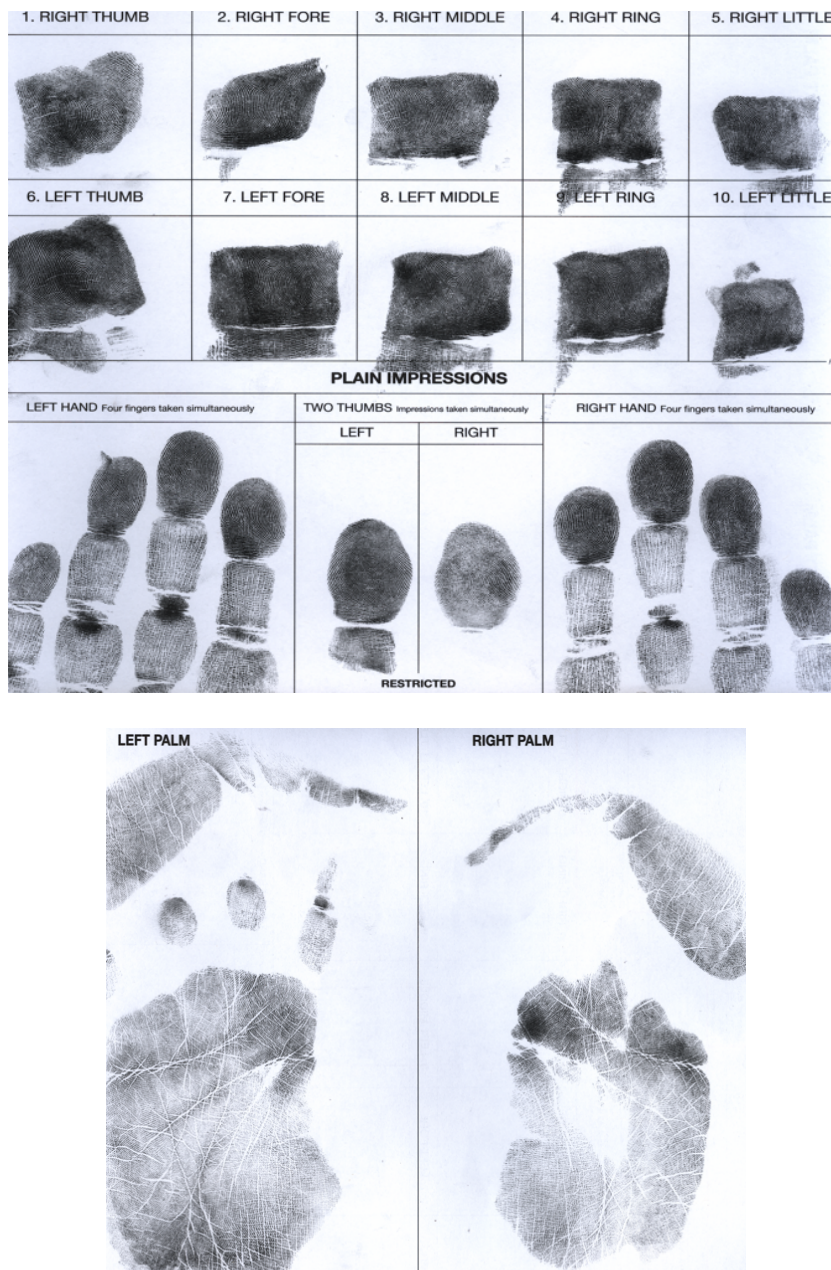 1. RIGHT THUMB 2. RIGHT FORE 3. RIGHT MIDDLE 4. RIGHT RING 5. RIGHT LITTLE
6. LEFT THUMB 7. LEFT FORE 8. LEFT MIDDLE 9. LEFT RING 10. LEFT LITTLE
PLAIN IMPRESSIONS
LEFT HAND Four fingers taken simultaneously TWO THUMBS Impressions taken simultaneously RIGHT HAND Four fingers taken simultaneously
LEFT RIGHT
RESTRICTED
LEFT PALM RIGHT PALM